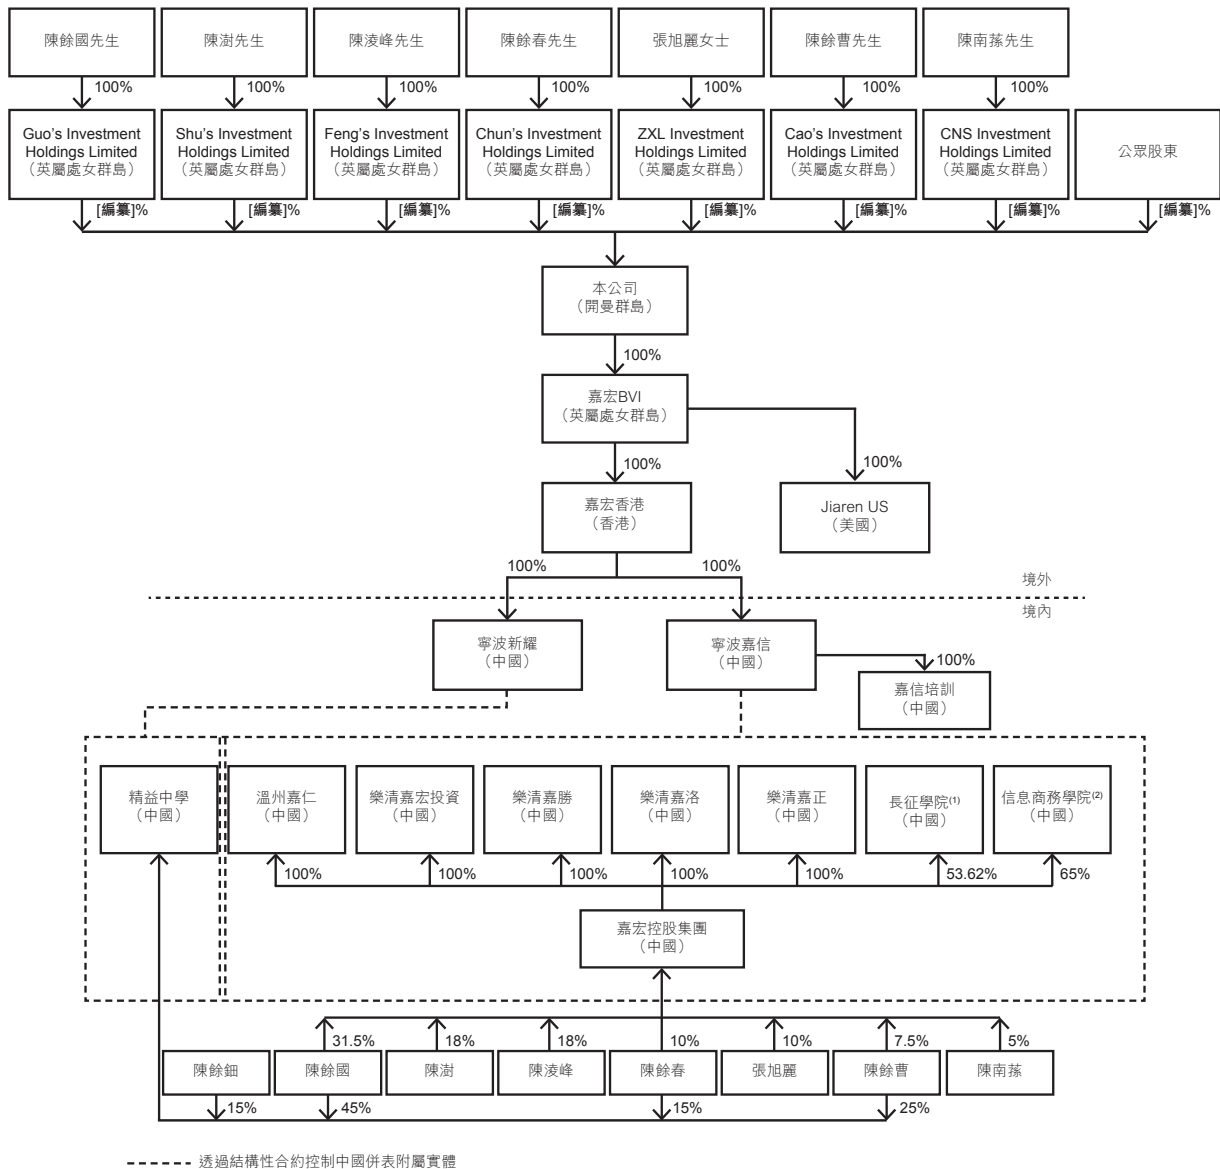 陳餘國先生
陳澍先生
陳淩峰先生
陳餘春先生
張旭麗女士
陳餘曹先生
陳南蓀先生
100%
100%
100%
100%
100%
100%
100%
Guo's Investment
Holdings Limited
（英屬處女群島）
Shu's Investment
Holdings Limited
（英屬處女群島）
Feng's Investment
Holdings Limited
（英屬處女群島）
Chun's Investment
Holdings Limited
（英屬處女群島）
ZXL Investment
Holdings Limited
（英屬處女群島）
Cao's Investment
Holdings Limited
（英屬處女群島）
CNS Investment
Holdings Limited
（英屬處女群島）
公眾股東
[編纂]%
[編纂]%
[編纂]%
[編纂]%
[編纂]%
[編纂]%
[編纂]%
[編纂]%
本公司
（開曼群島）
100%
嘉宏BVI
（英屬處女群島）
100%
100%
嘉宏香港
（香港）
Jiaren US
（美國）
100%
100%
境外
境內
寧波新耀
（中國）
寧波嘉信
（中國）
100%
嘉信培訓
（中國）
精益中學
（中國）
溫州嘉仁
（中國）
樂清嘉宏投資
（中國）
樂清嘉勝
（中國）
樂清嘉洛
（中國）
樂清嘉正
（中國）
長征學院(1)
（中國）
信息商務學院(2)
（中國）
100%
100%
100%
100%
100%
53.62%
65%
嘉宏控股集團
（中國）
31.5%
18%
18%
10%
10%
7.5%
5%
陳餘鈿
陳餘國
陳澍
陳淩峰
陳餘春
張旭麗
陳餘曹
陳南蓀
15%
45%
15%
25%
透過結構性合約控制中國併表附屬實體